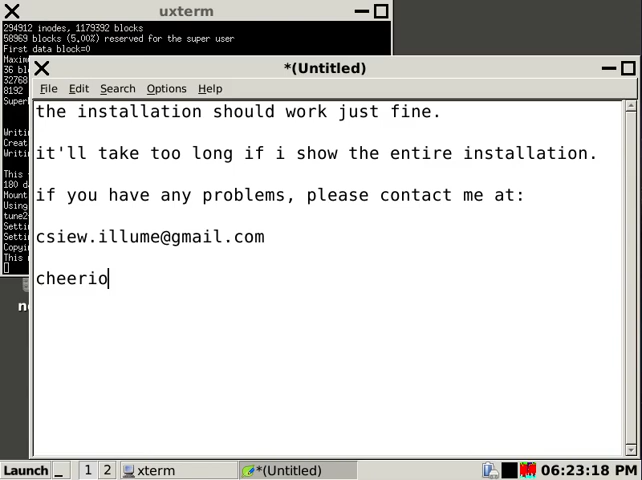 uxterm
294912 inodes, 1179392 blocks
58969 blocks (5.00%) reserved for the super user
First data block=0
*(Untitled)
File Edit Search Options Help
the installation should work just fine.
it'll take too long if i show the entire installation.
if you have any problems, please contact me at:
csiew.illume@gmail.com
cheerio
Launch 1 2 xterm *(Untitled) 06:23:18 PM